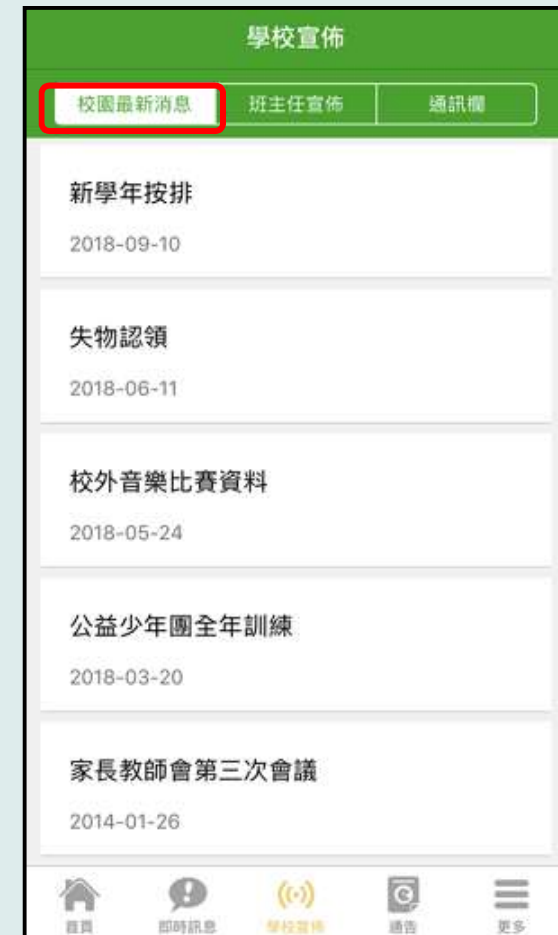 學校宣佈
校園最新消息 班主任宣佈 通訊欄
新學年按排
2018-09-10
失物認領
2018-06-11
校外音樂比賽資料
2018-05-24
公益少年團全年訓練
2018-03-20
家長教師會第三次會議
2014-01-26
首頁 即時訊息 學校宣佈 通告 更多